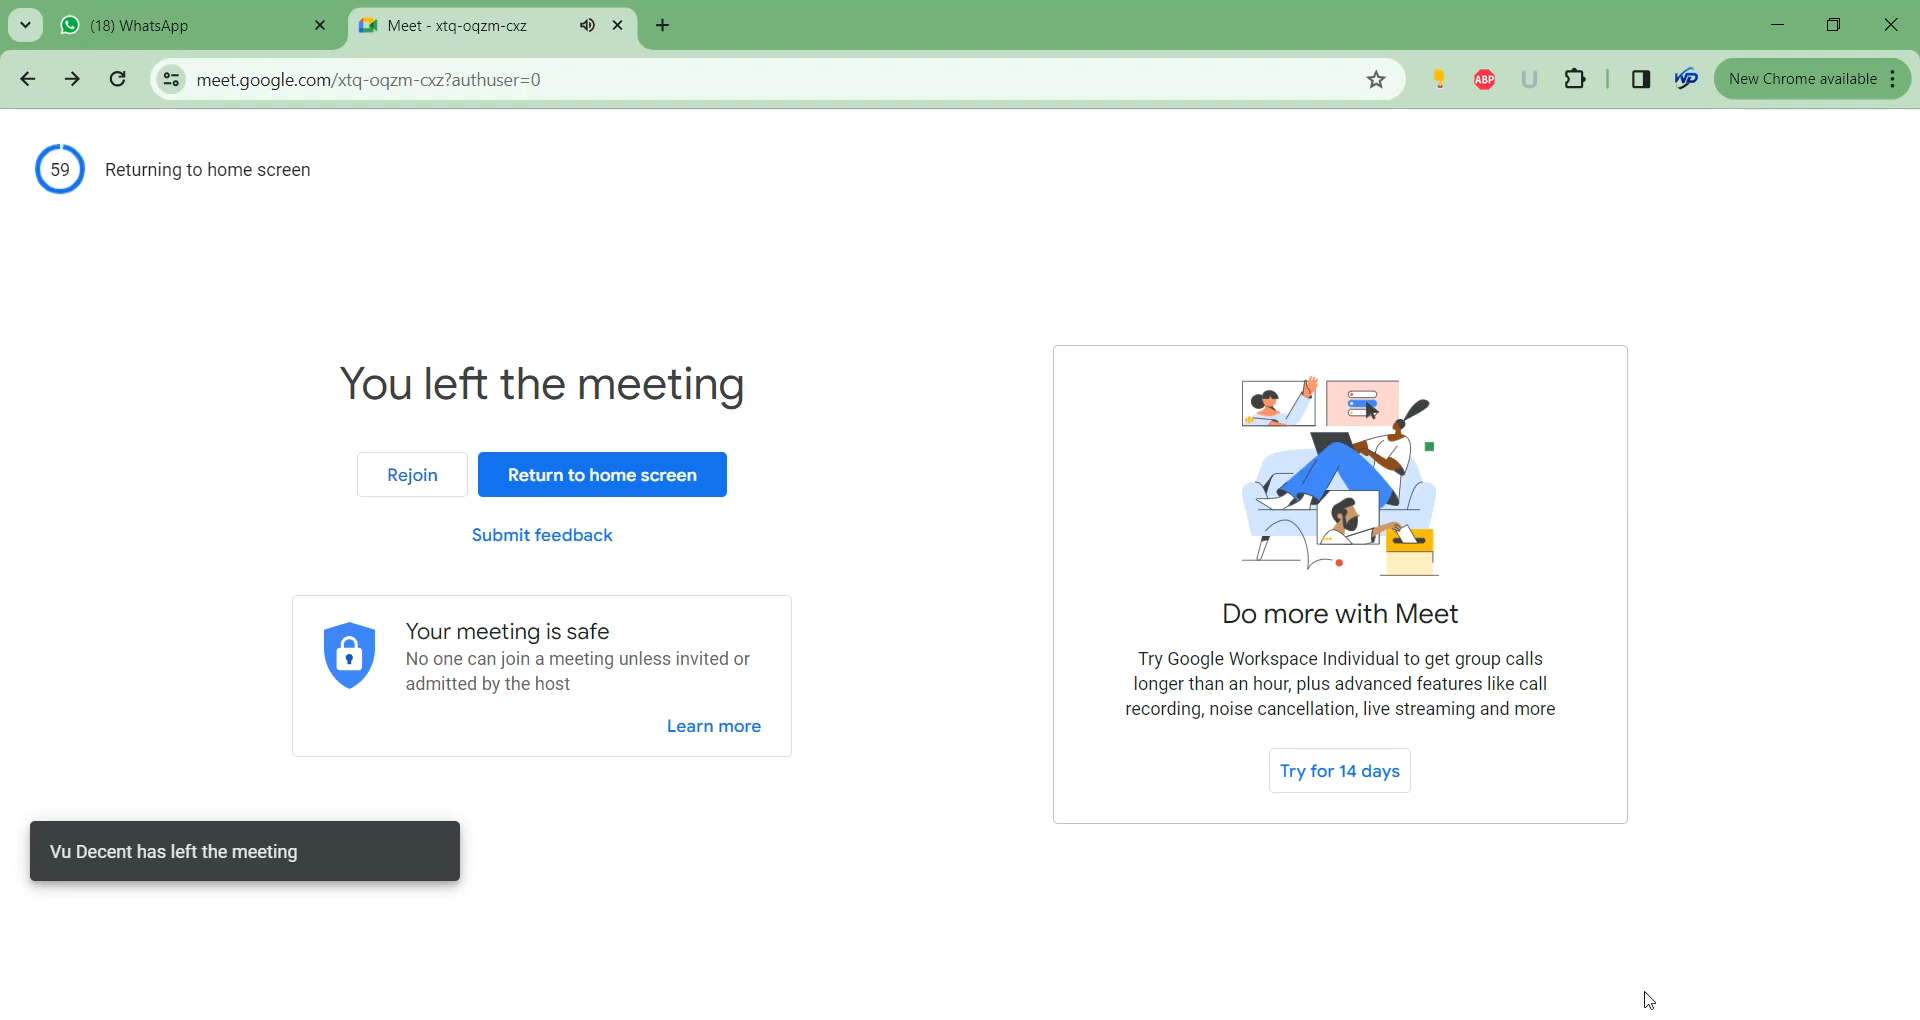 (18) WhatsApp
Meet - xtq-oqzm-cxz
meet.google.com/xtq-oqzm-cxz?authuser=0
ABP
U
WP
New Chrome available
59
Returning to home screen
You left the meeting
Rejoin
Return to home screen
Submit feedback
Your meeting is safe
No one can join a meeting unless invited or
admitted by the host
Learn more
Do more with Meet
Try Google Workspace Individual to get group calls
longer than an hour, plus advanced features like call
recording, noise cancellation, live streaming and more
Try for 14 days
Vu Decent has left the meeting